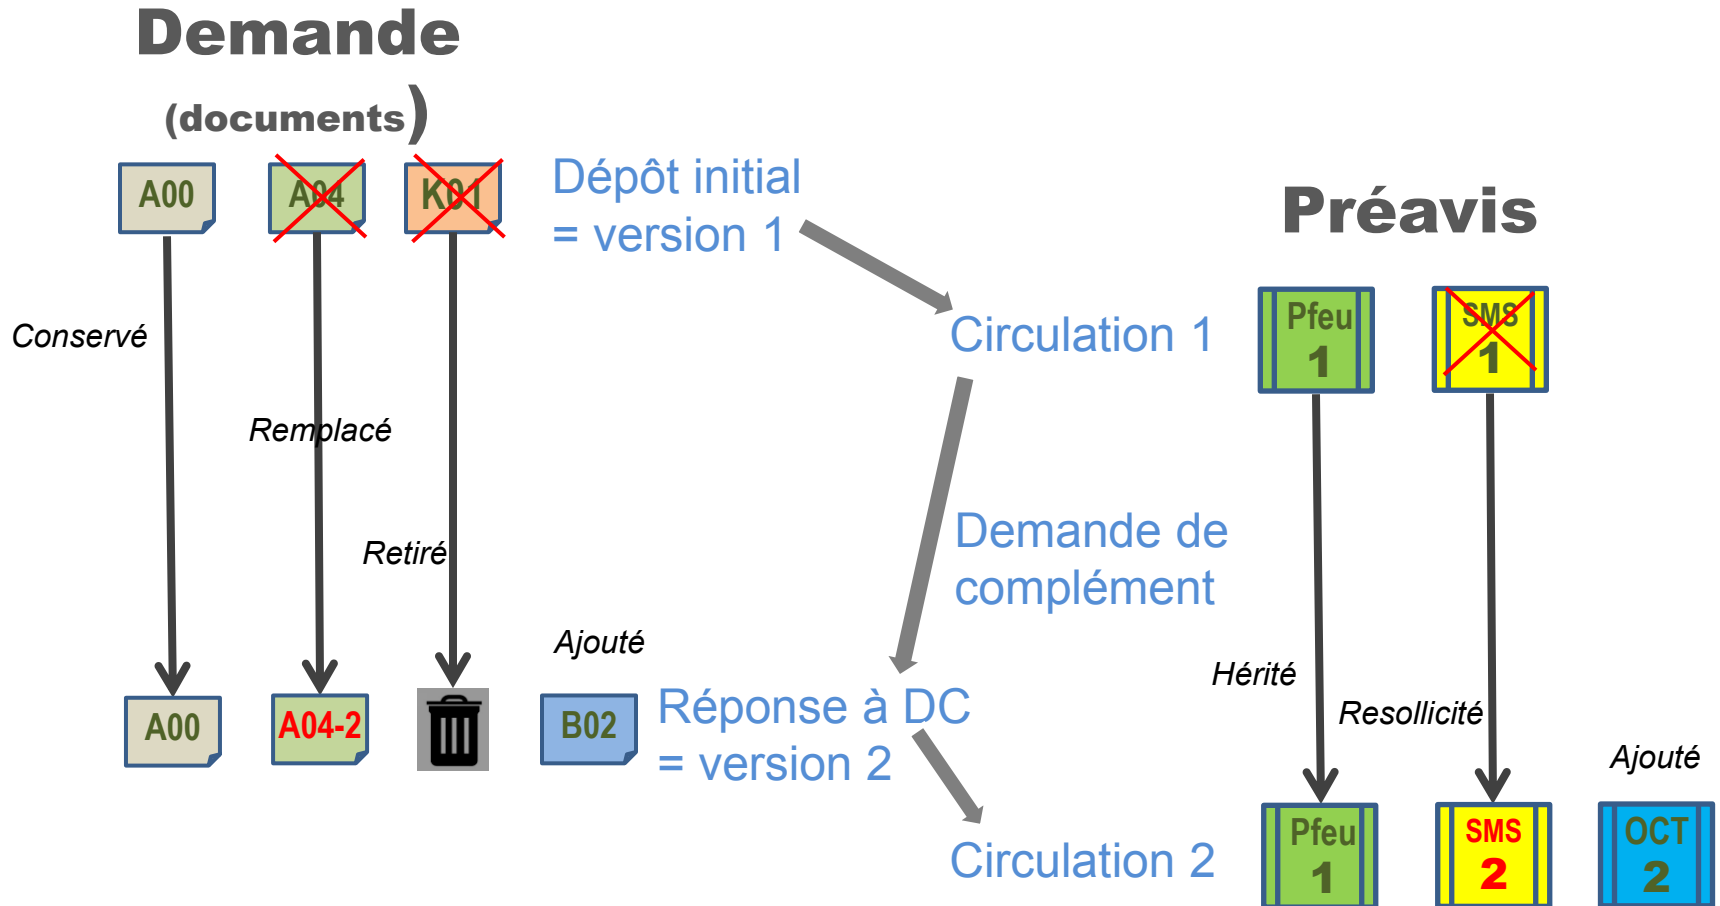 Demande
(documents)
A00
A04
K01
Dépôt initial
= version 1
Préavis
Circulation 1
Pfeu
1
SMS
1
Conservé
Remplacé
Retiré
Demande de
complément
Ajouté
Hérité
Resollicité
Ajouté
A00
A04-2
B02
Réponse à DC
= version 2
Circulation 2
Pfeu
1
SMS
2
OCT
2